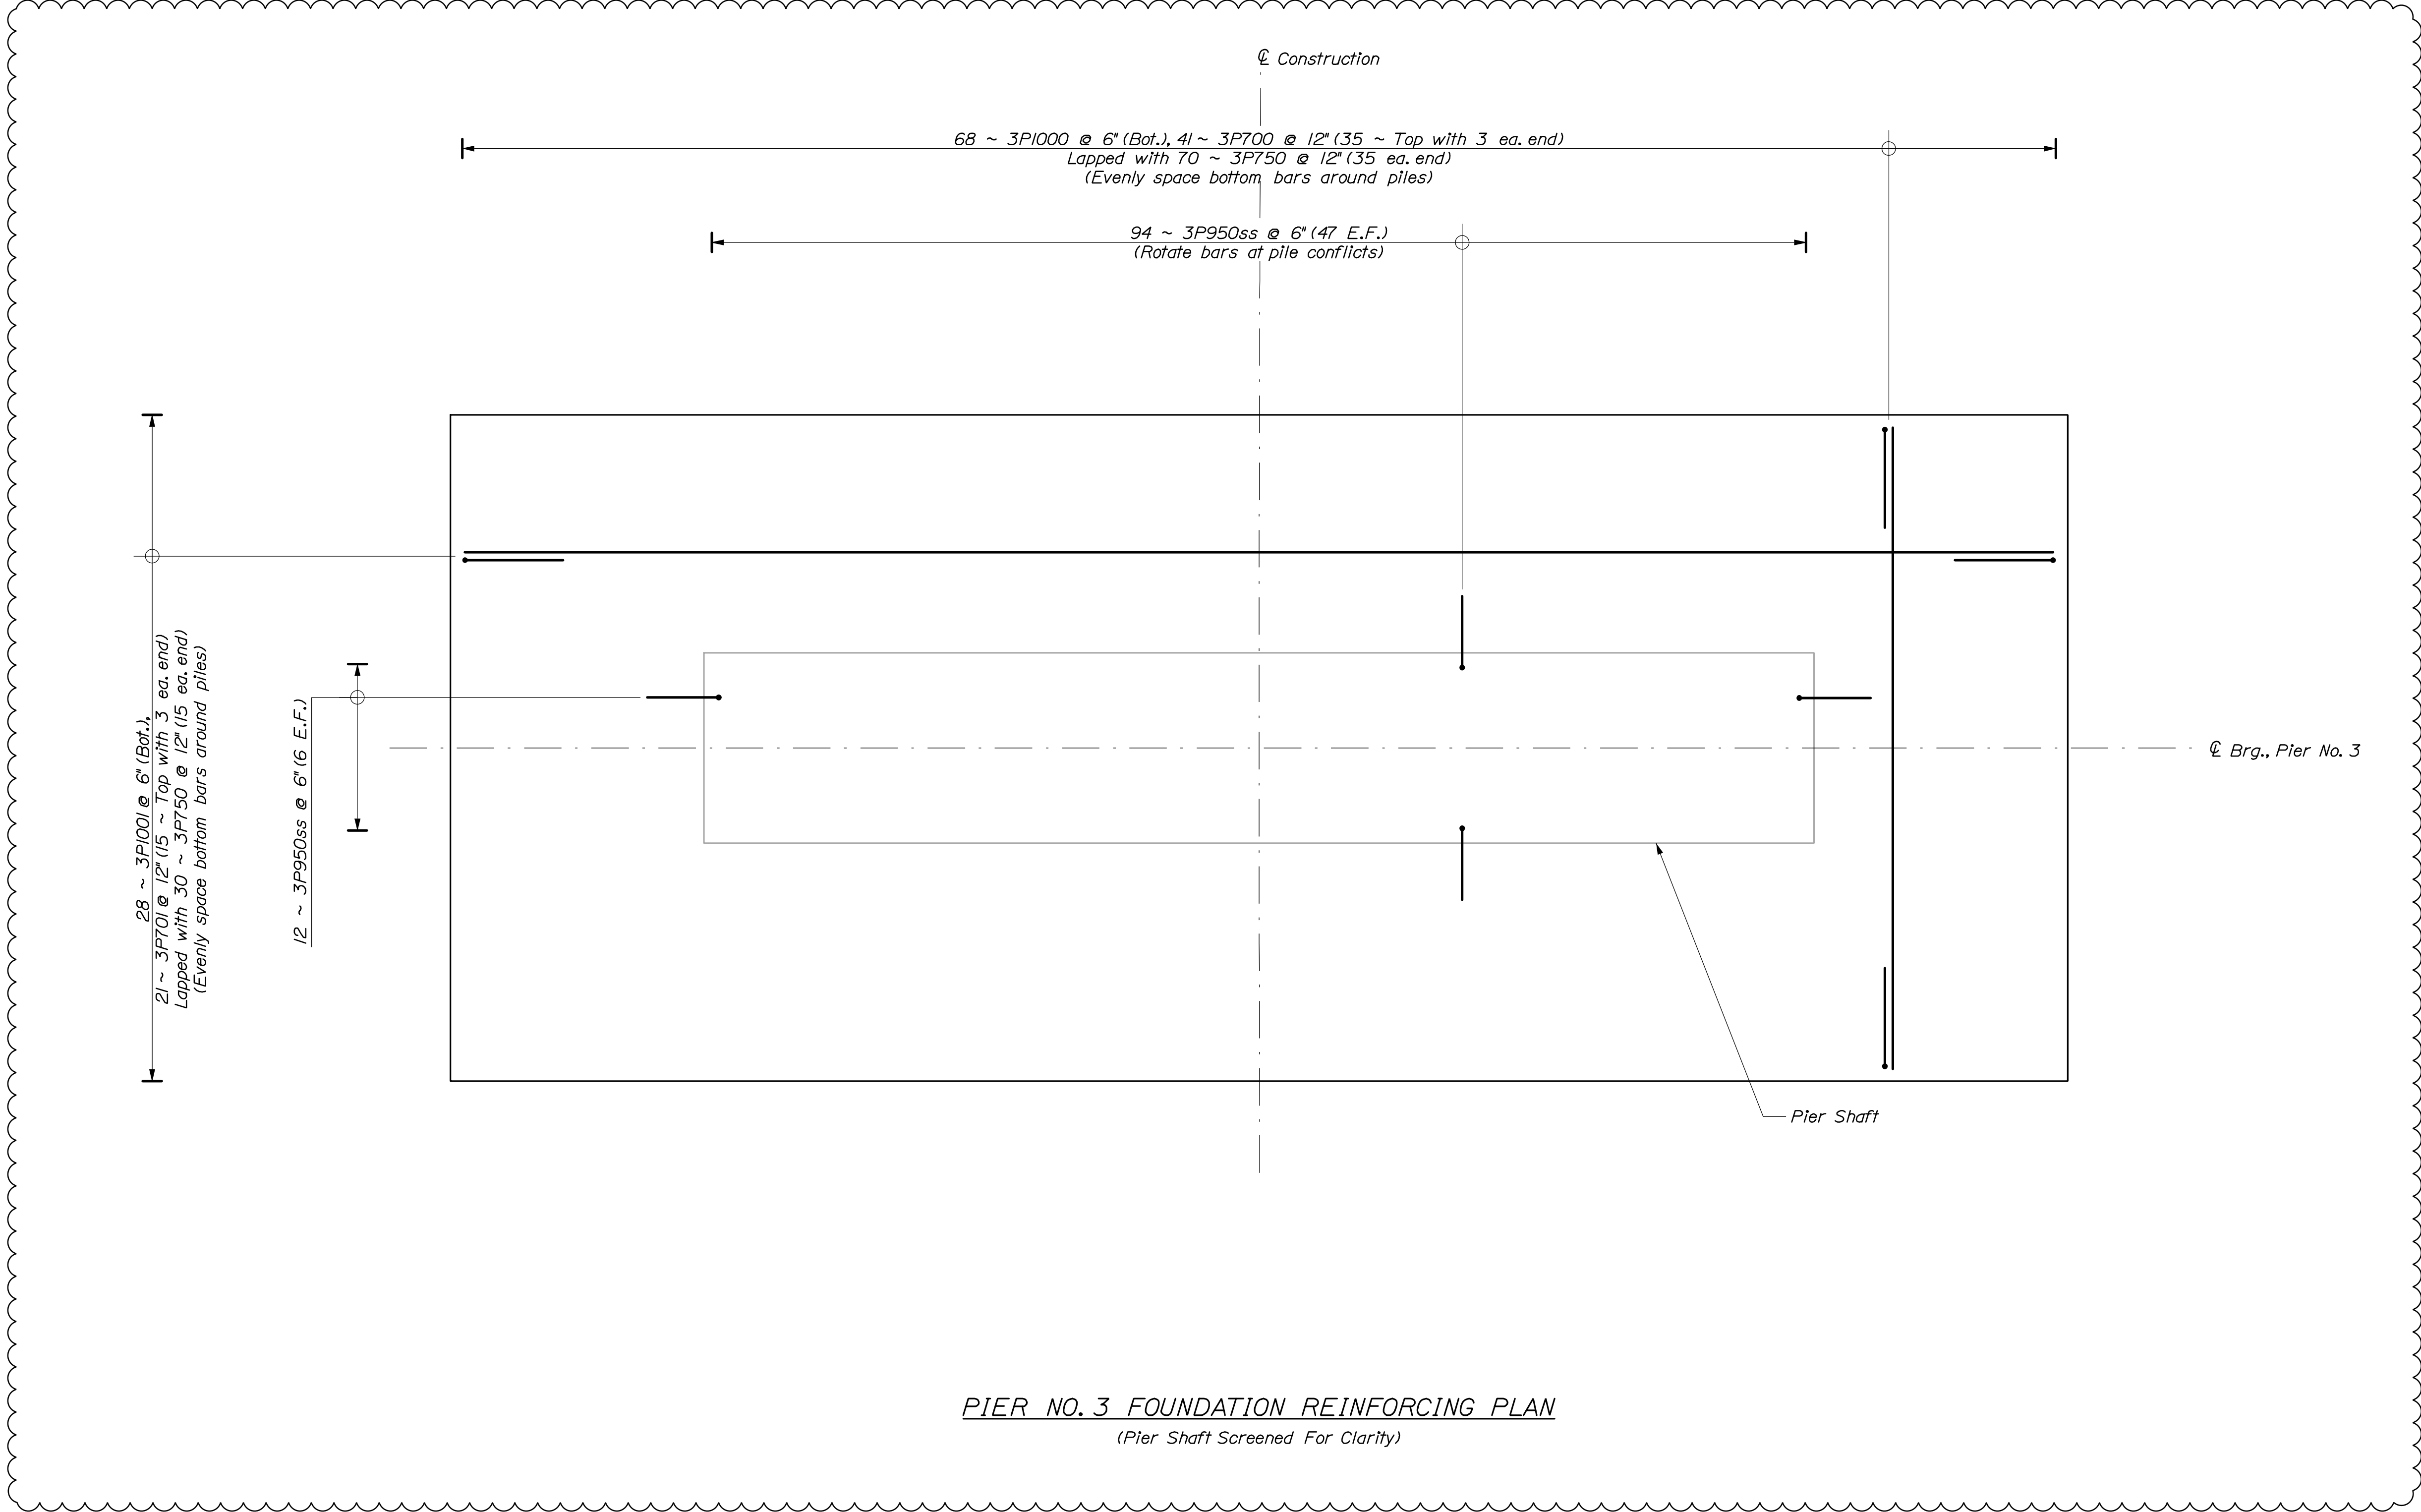 ℄ Construction
68 ~ 3P1000 @ 6" (Bot.), 41 ~ 3P700 @ 12" (35 ~ Top with 3 ea. end)
Lapped with 70 ~ 3P750 @ 12" (35 ea. end)
(Evenly space bottom bars around piles)
94 ~ 3P950ss @ 6" (47 E.F.)
(Rotate bars at pile conflicts)
28 ~ 3P1001 @ 6" (Bot.),
21 ~ 3P701 @ 12" (15 ~ Top with 3 ea. end)
Lapped with 30 ~ 3P750 @ 12" (15 ea. end)
(Evenly space bottom bars around piles)
12 ~ 3P950ss @ 6" (6 E.F.)
℄ Brg., Pier No. 3
Pier Shaft
PIER NO. 3 FOUNDATION REINFORCING PLAN
(Pier Shaft Screened For Clarity)